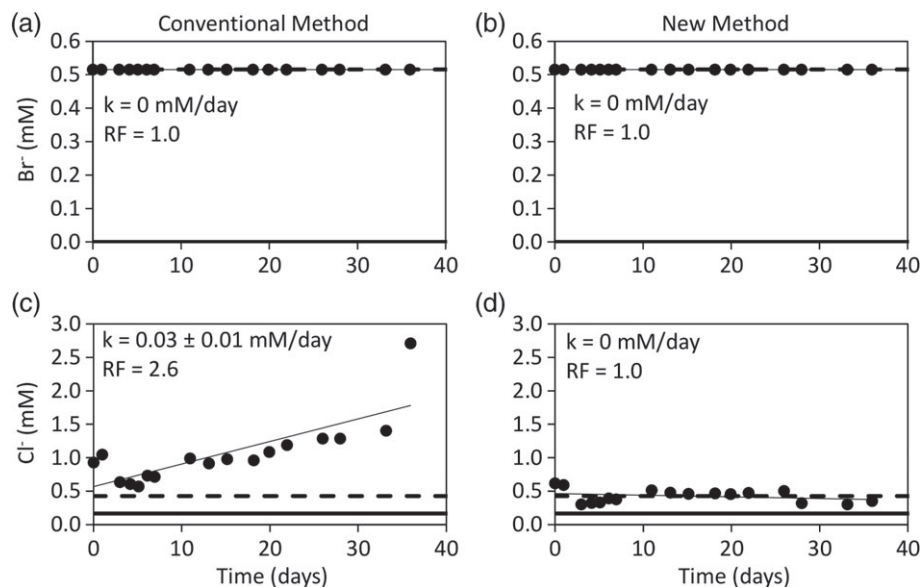 (a) Conventional Method
(b) New Method
0.6
0.5
0.4
0.3
0.2
0.1
0.0
Br⁻ (mM)
k = 0 mM/day
RF = 1.0
0 10 20 30 40
0.6
0.5
0.4
0.3
0.2
0.1
0.0
k = 0 mM/day
RF = 1.0
0 10 20 30 40
(c)
3.0
2.5
2.0
1.5
1.0
0.5
0.0
Cl⁻ (mM)
k = 0.03 ± 0.01 mM/day
RF = 2.6
0 10 20 30 40
Time (days)
(d)
3.0
2.5
2.0
1.5
1.0
0.5
0.0
k = 0 mM/day
RF = 1.0
0 10 20 30 40
Time (days)